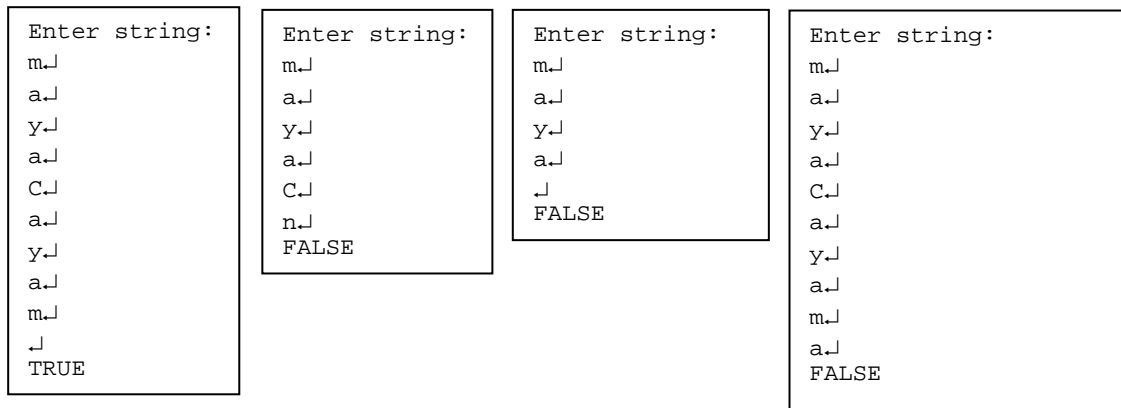 Enter string:
m↵
a↵
y↵
a↵
C↵
a↵
y↵
a↵
m↵
↵
TRUE
Enter string:
m↵
a↵
y↵
a↵
C↵
n↵
FALSE
Enter string:
m↵
a↵
y↵
a↵
↵
FALSE
Enter string:
m↵
a↵
y↵
a↵
C↵
a↵
y↵
a↵
m↵
a↵
FALSE